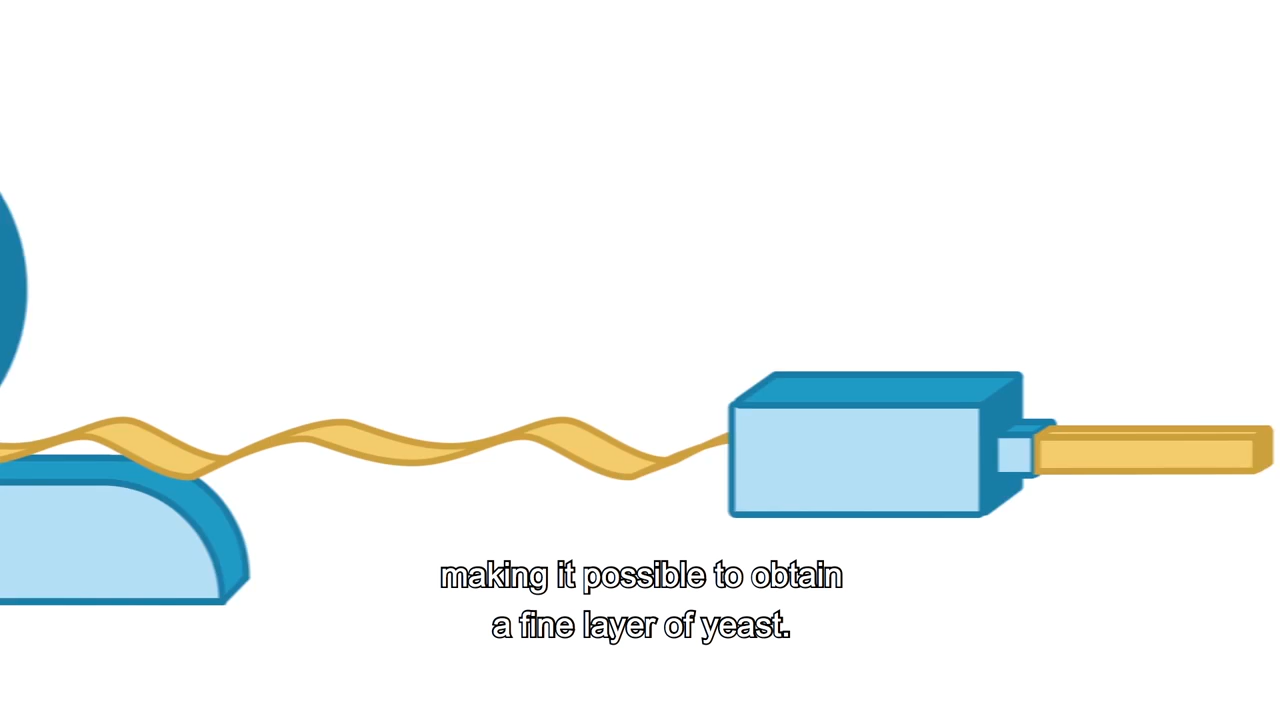 making it possible to obtain
a fine layer of yeast.